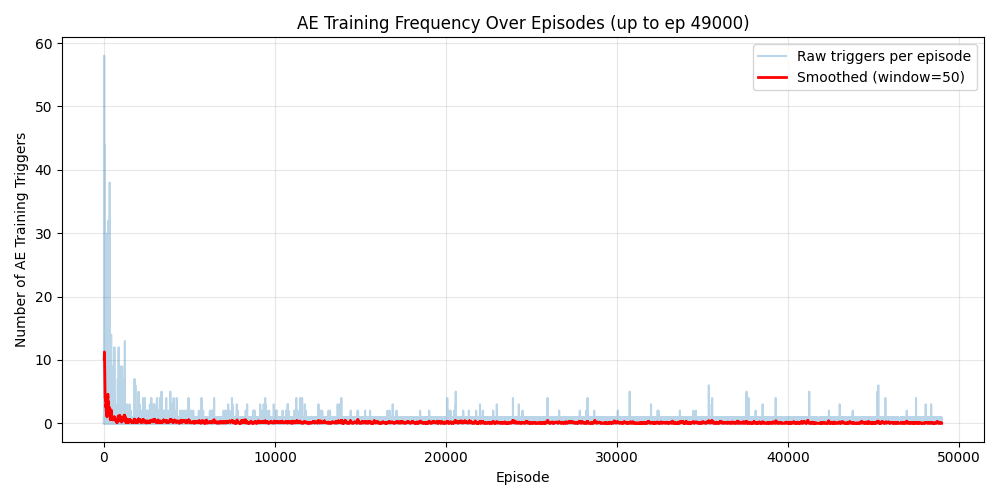 AE Training Frequency Over Episodes (up to ep 49000)
Raw triggers per episode
Smoothed (window=50)
Number of AE Training Triggers
60
50
40
30
20
10
0
0 10000 20000 30000 40000 50000
Episode